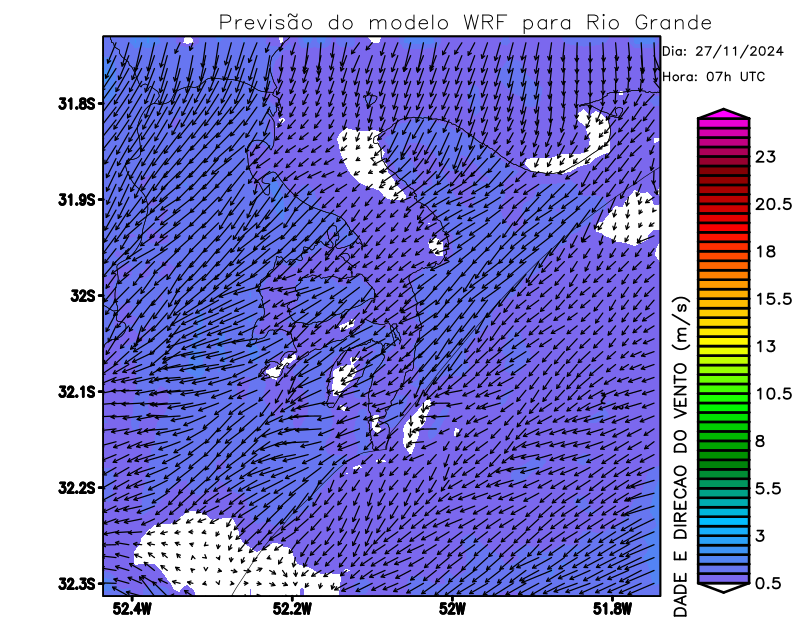 Previsão do modelo WRF para Rio Grande
Dia: 27/11/2024
Hora: 07h UTC
31.8S
31.9S
32S
32.1S
32.2S
32.3S
52.4W
52.2W
52W
51.8W
23
20.5
18
15.5
13
10.5
8
5.5
3
0.5
DADE E DIRECAO DO VENTO (m/s)